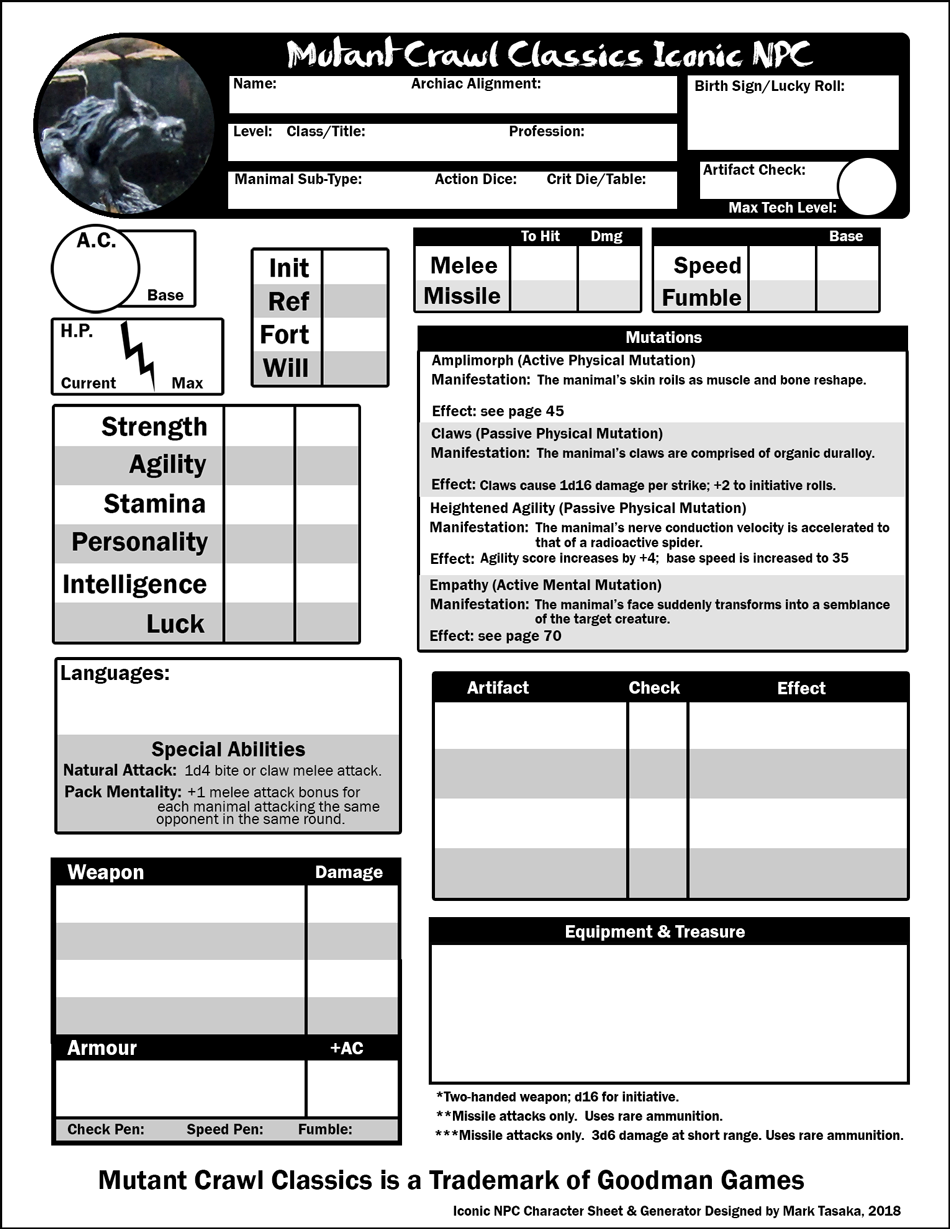 Mutant Crawl Classics Iconic NPC
Name: Archiac Alignment:
Birth Sign/Lucky Roll:
Level: Class/Title: Profession:
Manimal Sub-Type: Action Dice: Crit Die/Table:
Artifact Check:
Max Tech Level:
A.C.
Base
H.P.
Current Max
Init
Ref
Fort
Will
To Hit Dmg
Melee
Missile
Base
Speed
Fumble
Strength
Agility
Stamina
Personality
Intelligence
Luck
Mutations
Amplimorph (Active Physical Mutation)
Manifestation: The manimal's skin roils as muscle and bone reshape.
Effect: see page 45
Claws (Passive Physical Mutation)
Manifestation: The manimal's claws are comprised of organic duralloy.
Effect: Claws cause 1d16 damage per strike; +2 to initiative rolls.
Heightened Agility (Passive Physical Mutation)
Manifestation: The manimal's nerve conduction velocity is accelerated to
that of a radioactive spider.
Effect: Agility score increases by +4; base speed is increased to 35
Empathy (Active Mental Mutation)
Manifestation: The manimal's face suddenly transforms into a semblance
of the target creature.
Effect: see page 70
Languages:
Special Abilities
Natural Attack: 1d4 bite or claw melee attack.
Pack Mentality: +1 melee attack bonus for
each manimal attacking the same
opponent in the same round.
Artifact Check Effect
Weapon Damage
Armour +AC
Check Pen: Speed Pen: Fumble:
Equipment & Treasure
*Two-handed weapon; d16 for initiative.
**Missile attacks only. Uses rare ammunition.
***Missile attacks only. 3d6 damage at short range. Uses rare ammunition.
Mutant Crawl Classics is a Trademark of Goodman Games
Iconic NPC Character Sheet & Generator Designed by Mark Tasaka, 2018